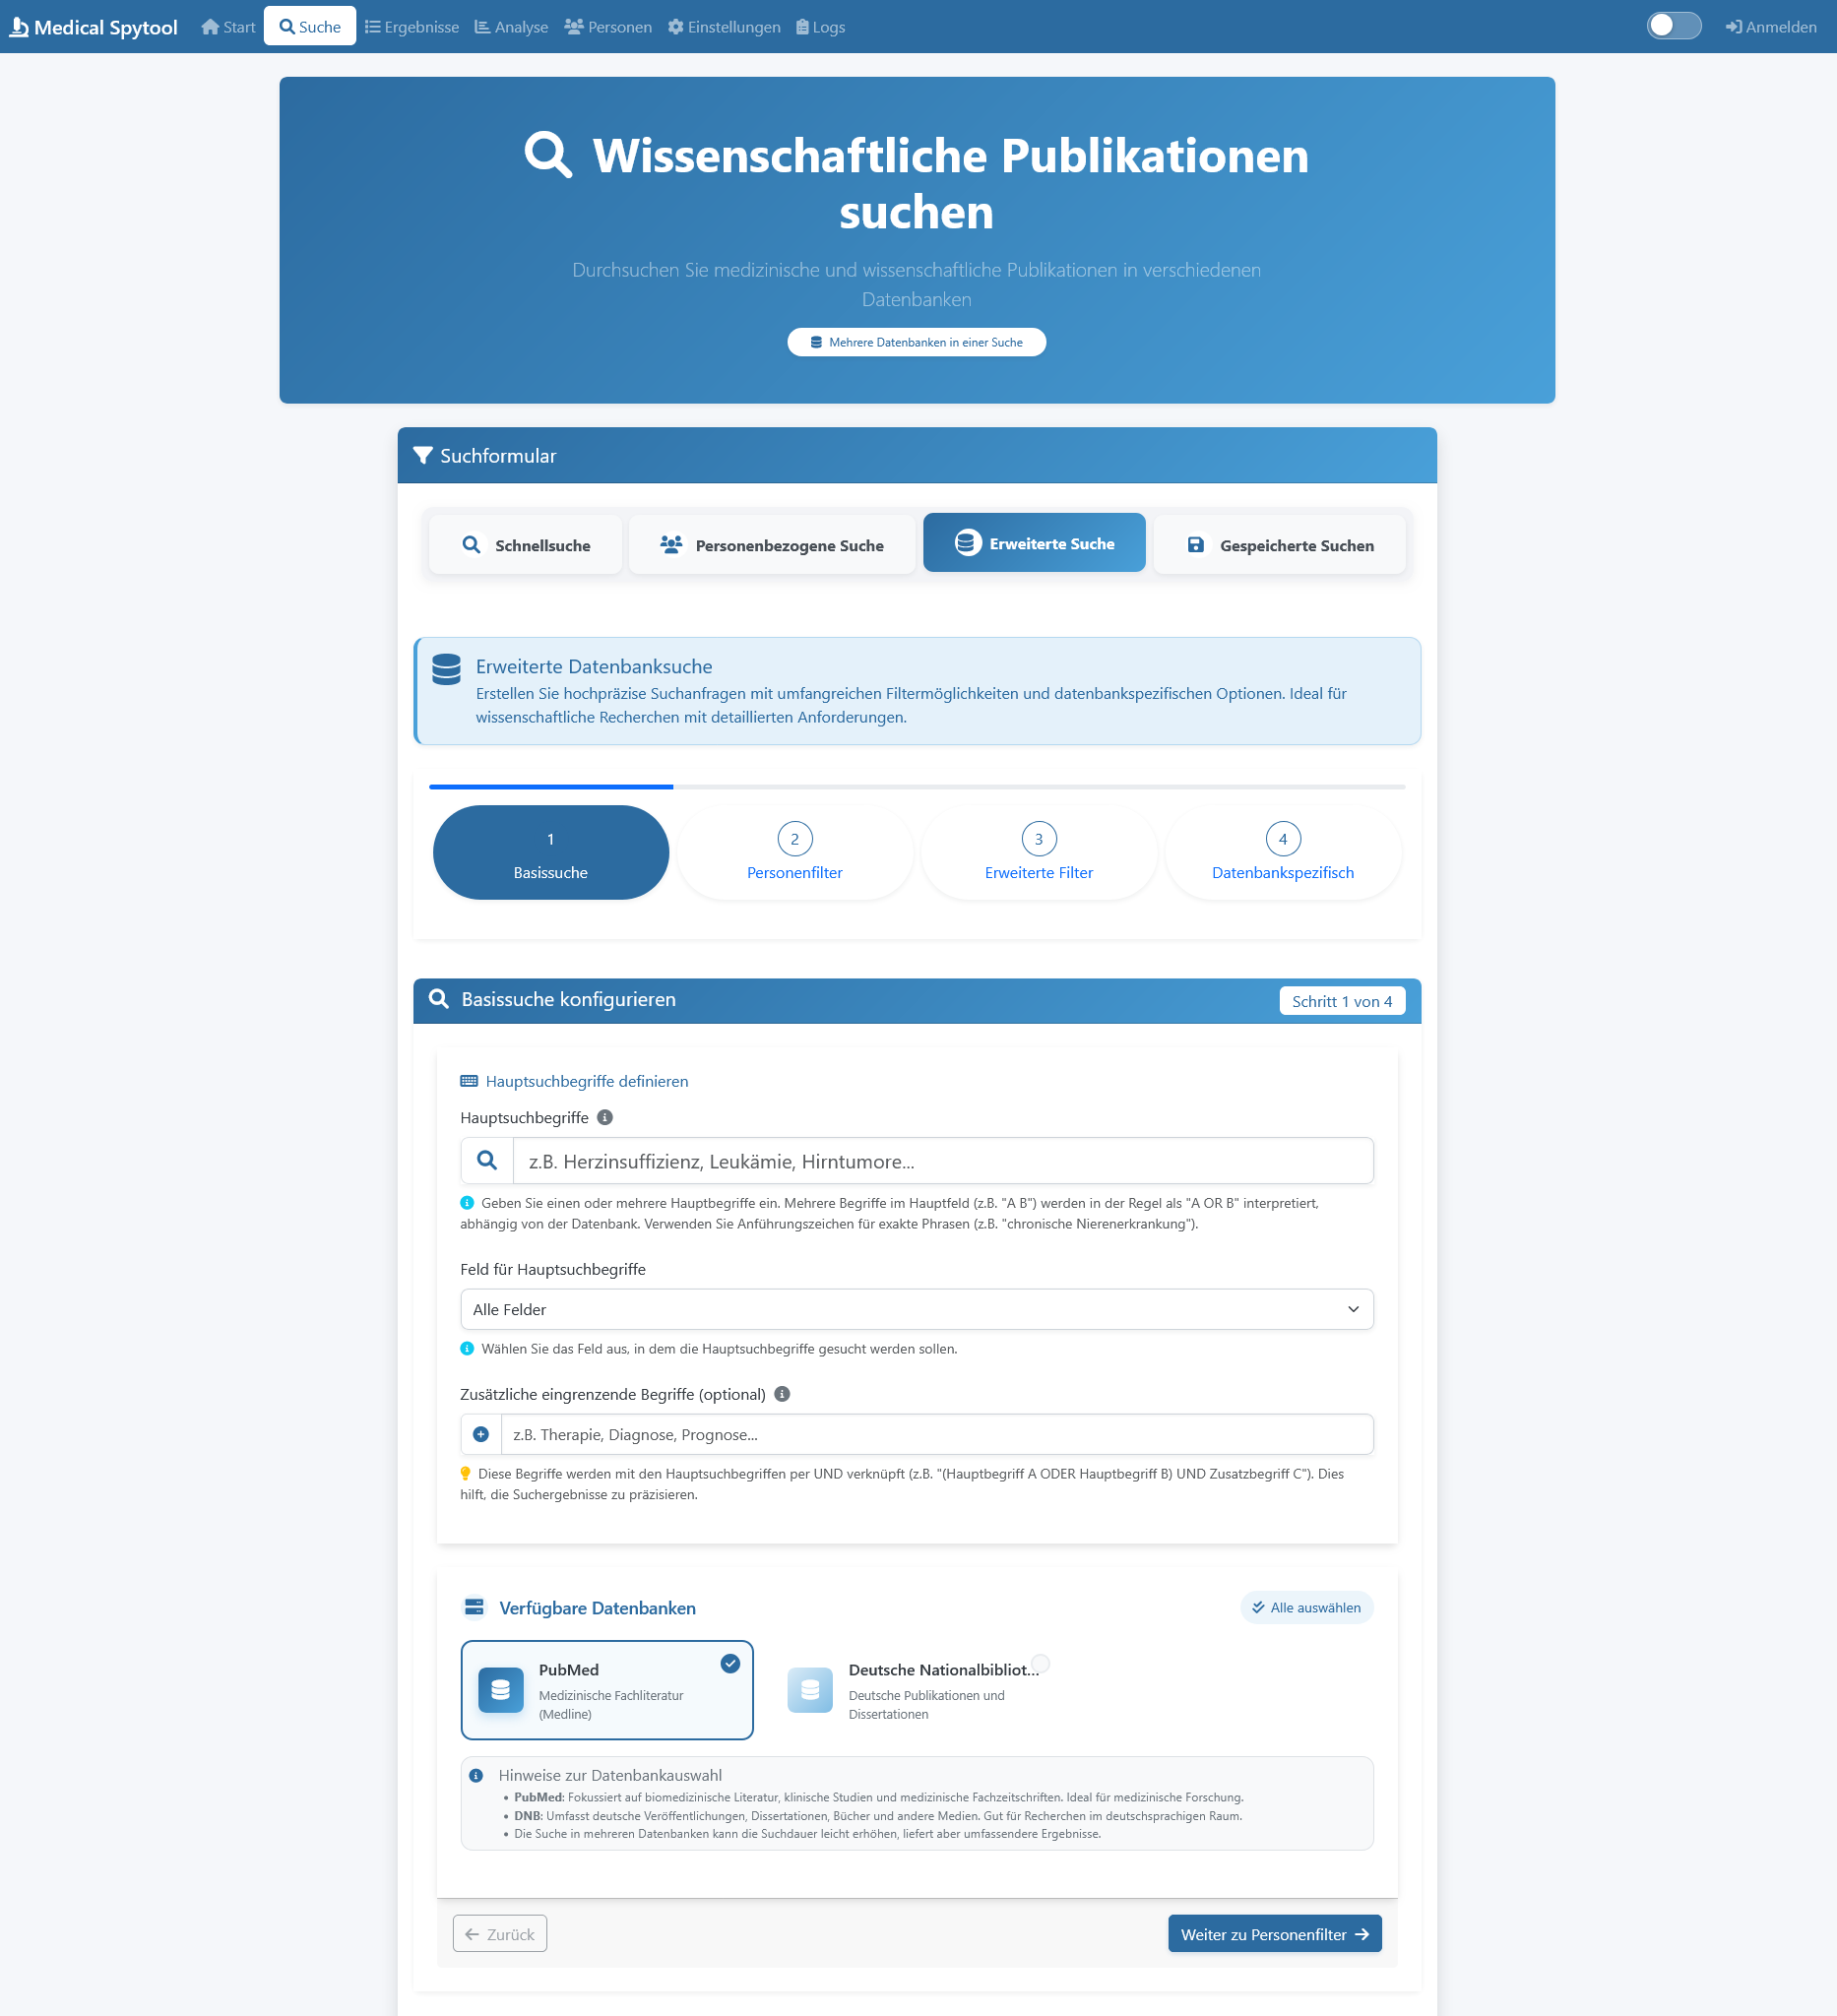 Medical Spytool Start Suche Ergebnisse Analyse Personen Einstellungen Logs Anmelden
Wissenschaftliche Publikationen
suchen
Durchsuchen Sie medizinische und wissenschaftliche Publikationen in verschiedenen
Datenbanken
Mehrere Datenbanken in einer Suche
Suchformular
Schnellsuche Personenbezogene Suche Erweiterte Suche Gespeicherte Suchen
Erweiterte Datenbanksuche
Erstellen Sie hochpräzise Suchanfragen mit umfangreichen Filtermöglichkeiten und datenbankspezifischen Optionen. Ideal für
wissenschaftliche Recherchen mit detaillierten Anforderungen.
1 2 3 4
Basissuche Personenfilter Erweiterte Filter Datenbankspezifisch
Basissuche konfigurieren Schritt 1 von 4
Hauptsuchbegriffe definieren
Hauptsuchbegriffe
z.B. Herzinsuffizienz, Leukämie, Hirntumore...
Geben Sie einen oder mehrere Hauptbegriffe ein. Mehrere Begriffe im Hauptfeld (z.B. "A B") werden in der Regel als "A OR B" interpretiert,
abhängig von der Datenbank. Verwenden Sie Anführungszeichen für exakte Phrasen (z.B. "chronische Nierenerkrankung").
Feld für Hauptsuchbegriffe
Alle Felder
Wählen Sie das Feld aus, in dem die Hauptsuchbegriffe gesucht werden sollen.
Zusätzliche eingrenzende Begriffe (optional)
z.B. Therapie, Diagnose, Prognose...
Diese Begriffe werden mit den Hauptsuchbegriffen per UND verknüpft (z.B. "(Hauptbegriff A ODER Hauptbegriff B) UND Zusatzbegriff C"). Dies
hilft, die Suchergebnisse zu präzisieren.
Verfügbare Datenbanken Alle auswählen
PubMed
Medizinische Fachliteratur
(Medline)
Deutsche Nationalbibliot...
Deutsche Publikationen und
Dissertationen
Hinweise zur Datenbankauswahl
• PubMed: Fokussiert auf biomedizinische Literatur, klinische Studien und medizinische Fachzeitschriften. Ideal für medizinische Forschung.
• DNB: Umfasst deutsche Veröffentlichungen, Dissertationen, Bücher und andere Medien. Gut für Recherchen im deutschsprachigen Raum.
• Die Suche in mehreren Datenbanken kann die Suchdauer leicht erhöhen, liefert aber umfassendere Ergebnisse.
Zurück Weiter zu Personenfilter